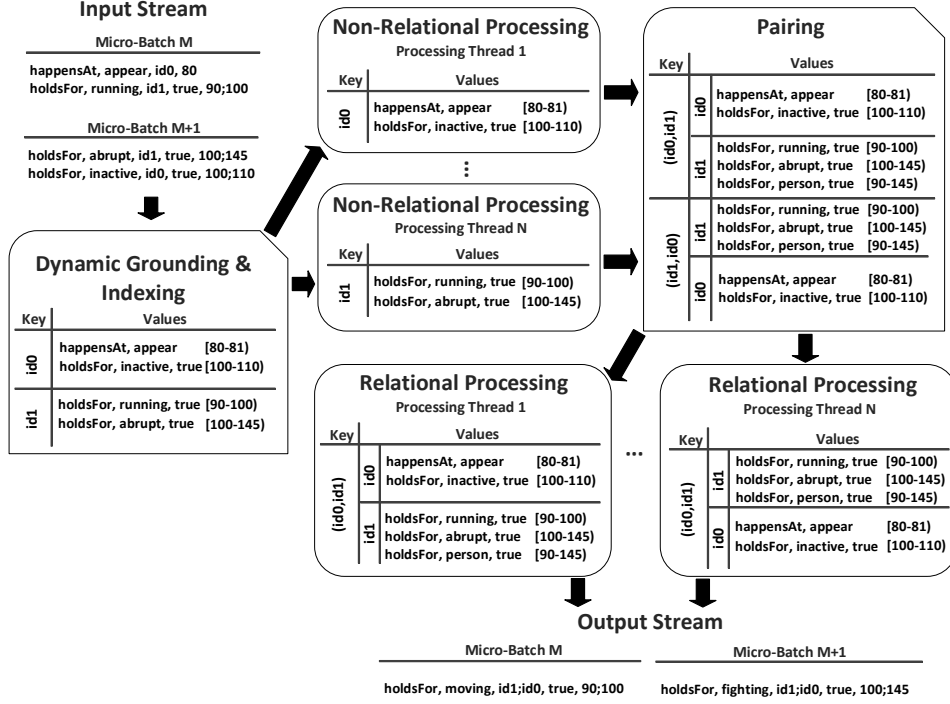 Input Stream
Micro-Batch M
happensAt, appear, id0, 80
holdsFor, running, id1, true, 90;100
Micro-Batch M+1
holdsFor, abrupt, id1, true, 100;145
holdsFor, inactive, id0, true, 100;110
Dynamic Grounding &
Indexing
Key Values
id0
happensAt, appear [80-81)
holdsFor, inactive, true [100-110)
id1
holdsFor, running, true [90-100)
holdsFor, abrupt, true [100-145)
Non-Relational Processing
Processing Thread 1
Key Values
id0
happensAt, appear [80-81)
holdsFor, inactive, true [100-110)
...
Non-Relational Processing
Processing Thread N
Key Values
id1
holdsFor, running, true [90-100)
holdsFor, abrupt, true [100-145)
Pairing
Key Values
(id0,id1)
id0
happensAt, appear [80-81)
holdsFor, inactive, true [100-110)
id1
holdsFor, running, true [90-100)
holdsFor, abrupt, true [100-145)
holdsFor, person, true [90-145)
(id1,id0)
id1
holdsFor, running, true [90-100)
holdsFor, abrupt, true [100-145)
holdsFor, person, true [90-145)
id0
happensAt, appear [80-81)
holdsFor, inactive, true [100-110)
Relational Processing
Processing Thread 1
Key Values
(id0,id1)
id0
happensAt, appear [80-81)
holdsFor, inactive, true [100-110)
id1
holdsFor, running, true [90-100)
holdsFor, abrupt, true [100-145)
holdsFor, person, true [90-145)
...
Relational Processing
Processing Thread N
Key Values
(id0,id1)
id1
holdsFor, running, true [90-100)
holdsFor, abrupt, true [100-145)
holdsFor, person, true [90-145)
id0
happensAt, appear [80-81)
holdsFor, inactive, true [100-110)
Output Stream
Micro-Batch M
holdsFor, moving, id1;id0, true, 90;100
Micro-Batch M+1
holdsFor, fighting, id1;id0, true, 100;145